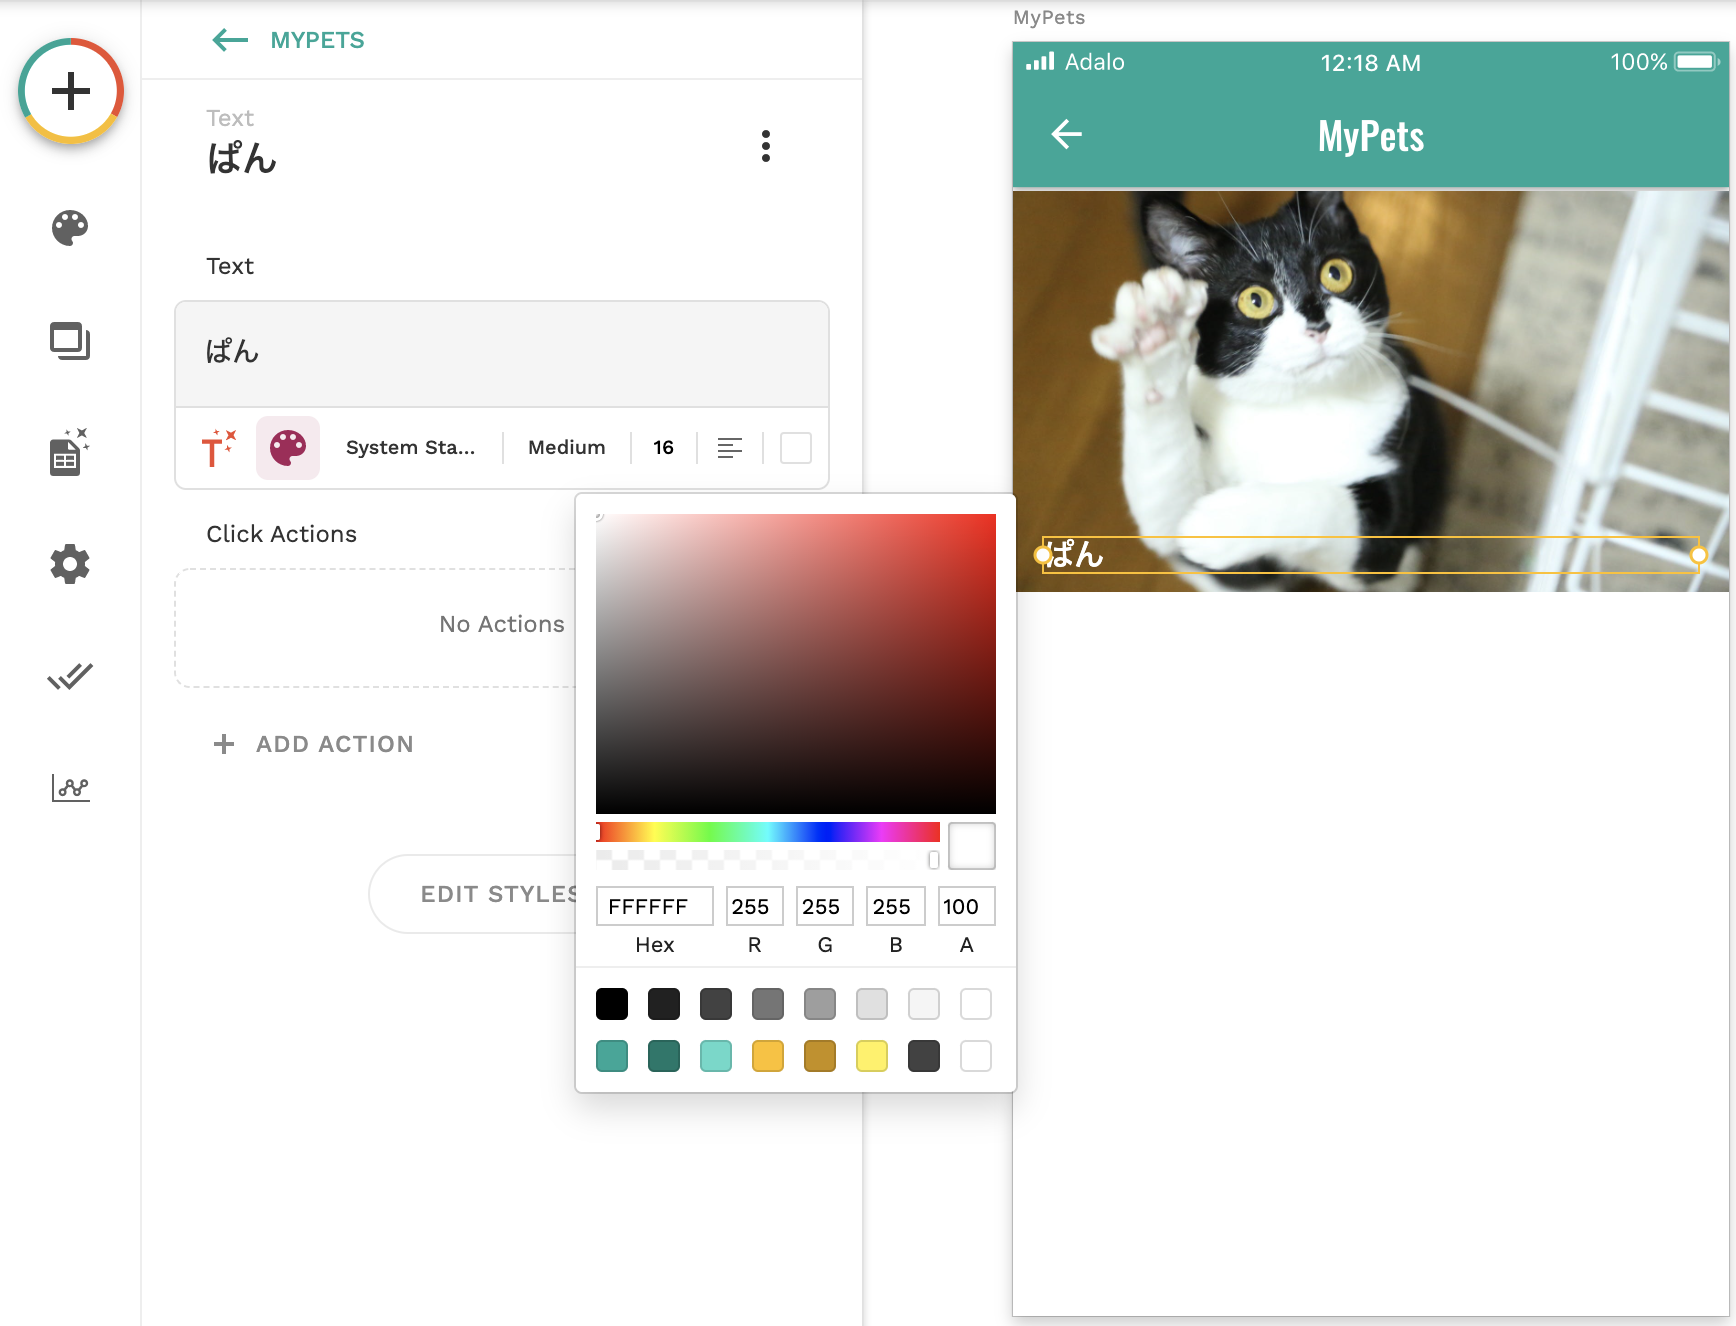 MYPETS
Text
ぱん
Text
ぱん
System Sta...
Medium
16
Click Actions
No Actions
ADD ACTION
EDIT STYLES
FFFFFF
255
255
255
100
Hex
R
G
B
A
MyPets
Adalo
12:18 AM
100%
MyPets
ぱん